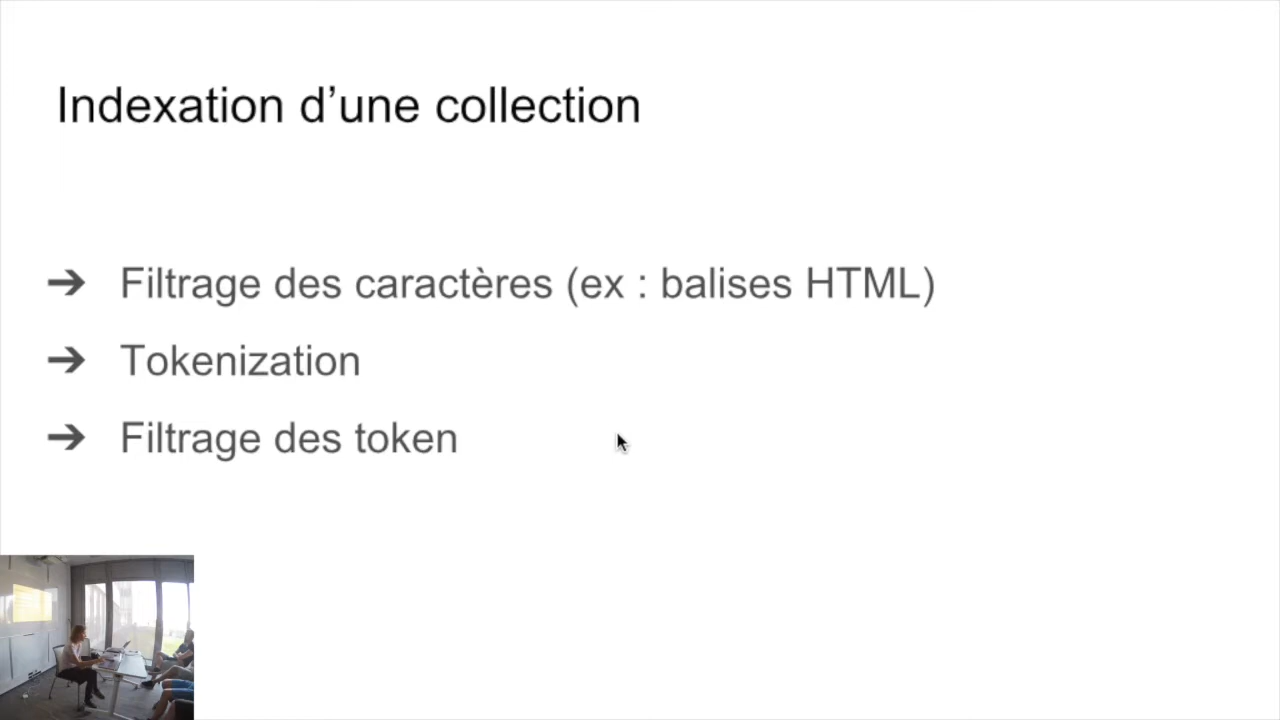 Indexation d’une collection
➔ Filtrage des caractères (ex : balises HTML)
➔ Tokenization
➔ Filtrage des token